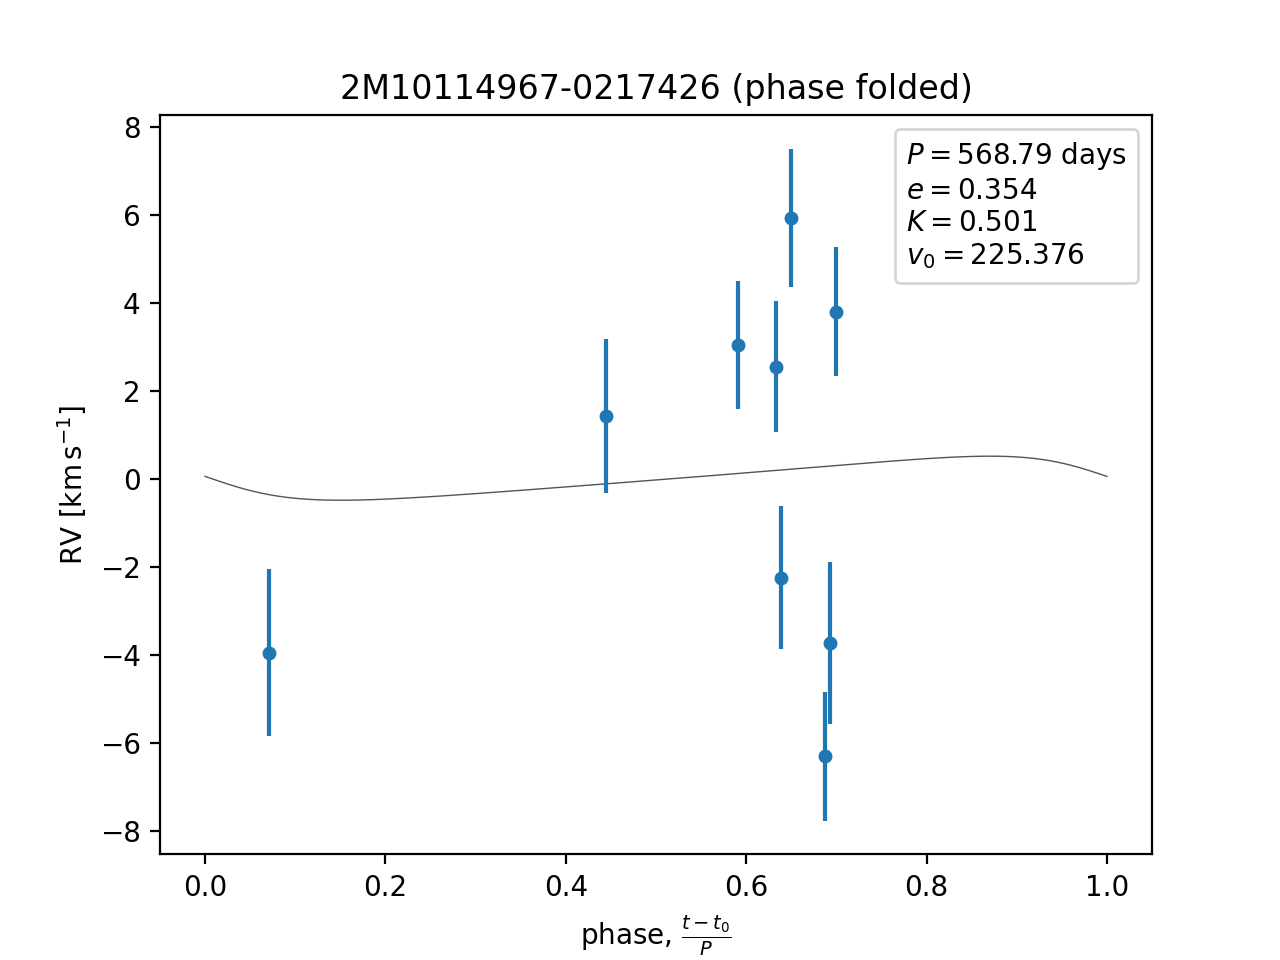 2M10114967-0217426 (phase folded)
P = 568.79 days
e = 0.354
K = 0.501
v₀ = 225.376
8
6
4
2
0
−2
−4
−6
−8
RV [km s⁻¹]
0.0 0.2 0.4 0.6 0.8 1.0
phase, (t − t₀)/P